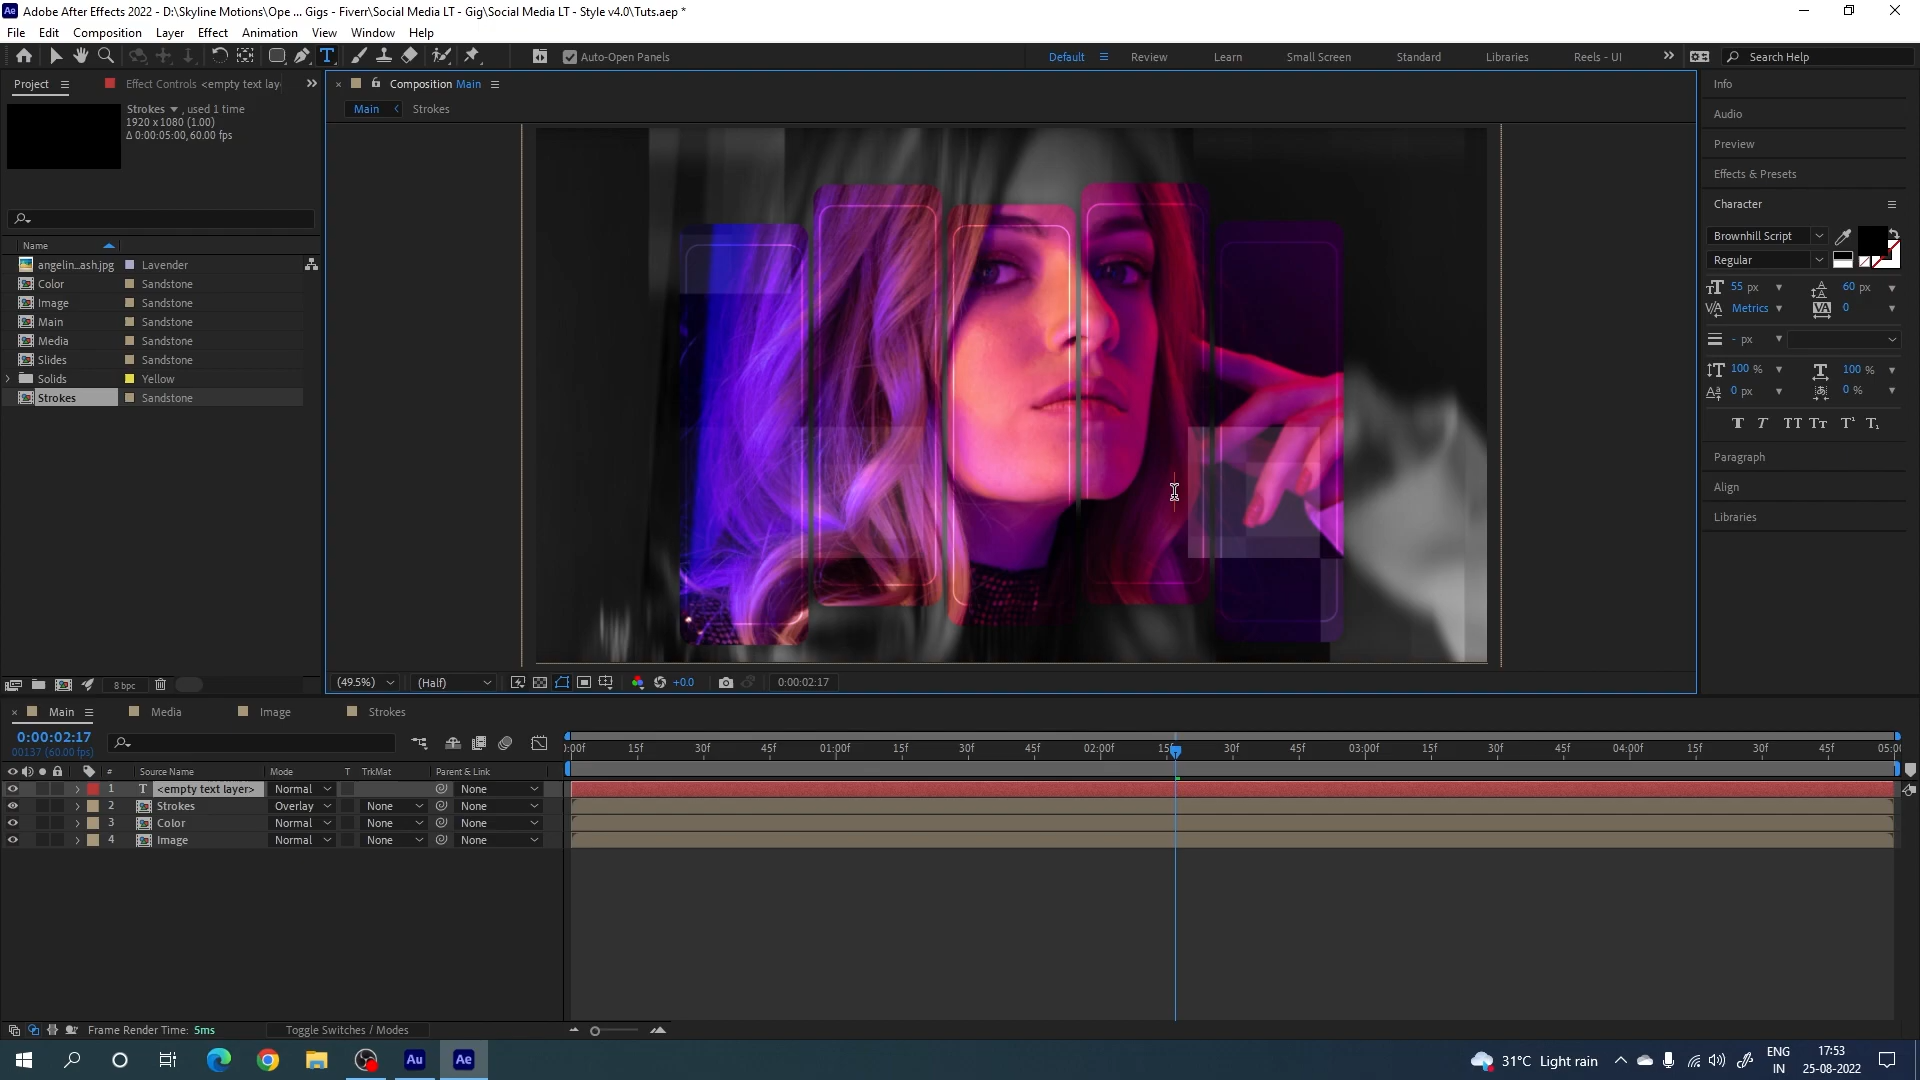 Ae Adobe After Effects 2022 - D:\Skyline Motions\Ope ... Gigs - Fiverr\Social Media LT - Gig\Social Media LT - Style v4.0\Tuts.aep *
File Edit Composition Layer Effect Animation View Window Help
Auto-Open Panels Default Review Learn Small Screen Standard Libraries Reels - UI Search Help
Project Effect Controls <empty text lay
Composition Main
Main Strokes
Strokes , used 1 time
1920 x 1080 (1.00)
Δ 0:00:05:00, 60.00 fps
Name
angelin_ash.jpg Lavender
Color Sandstone
Image Sandstone
Main Sandstone
Media Sandstone
Slides Sandstone
Solids Yellow
Strokes Sandstone
8 bpc
(49.5%) (Half) +0.0 0:00:02:17
Info
Audio
Preview
Effects & Presets
Character
Brownhill Script
Regular
55 px 60 px
Metrics 0
- px
100 % 100 %
0 px 0 %
T T TT Tт T¹ T₁
Paragraph
Align
Libraries
Main Media Image Strokes
0:00:02:17
00137 (60.00 fps)
:00f 15f 30f 45f 01:00f 15f 30f 45f 02:00f 15f 30f 45f 03:00f 15f 30f 45f 04:00f 15f 30f 45f 05:00
# Source Name Mode T TrkMat Parent & Link
1 T <empty text layer> Normal None
2 Strokes Overlay None None
3 Color Normal None None
4 Image Normal None None
Frame Render Time: 5ms Toggle Switches / Modes
Au Ae
31°C Light rain
ENG
IN
17:53
25-08-2022